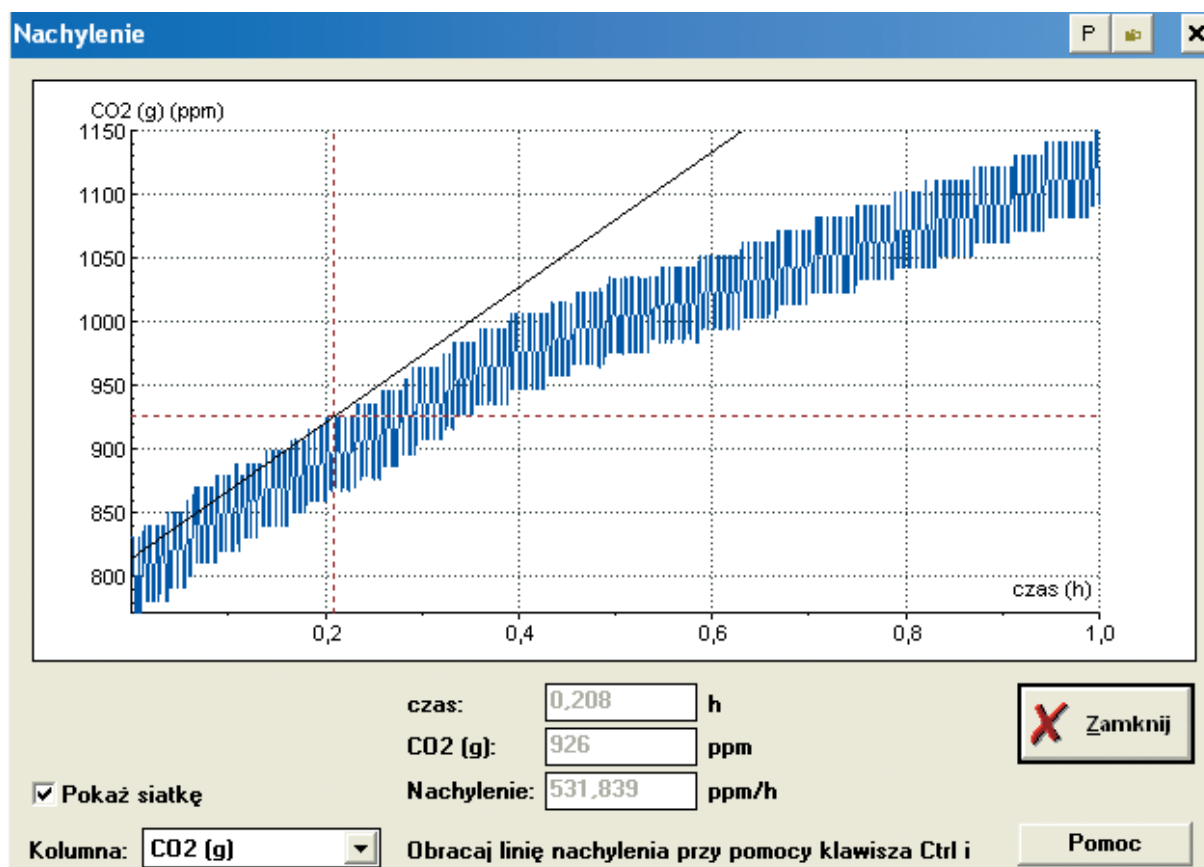 Nachylenie P
CO2 (g) (ppm)
1150
1100
1050
1000
950
900
850
800
czas (h)
0,2 0,4 0,6 0,8 1,0
czas: 0,208 h
CO2 (g): 926 ppm
Zamknij
Pokaż siatkę Nachylenie: 531,839 ppm/h
Kolumna: CO2 (g) Obracaj linię nachylenia przy pomocy klawisza Ctrl i Pomoc